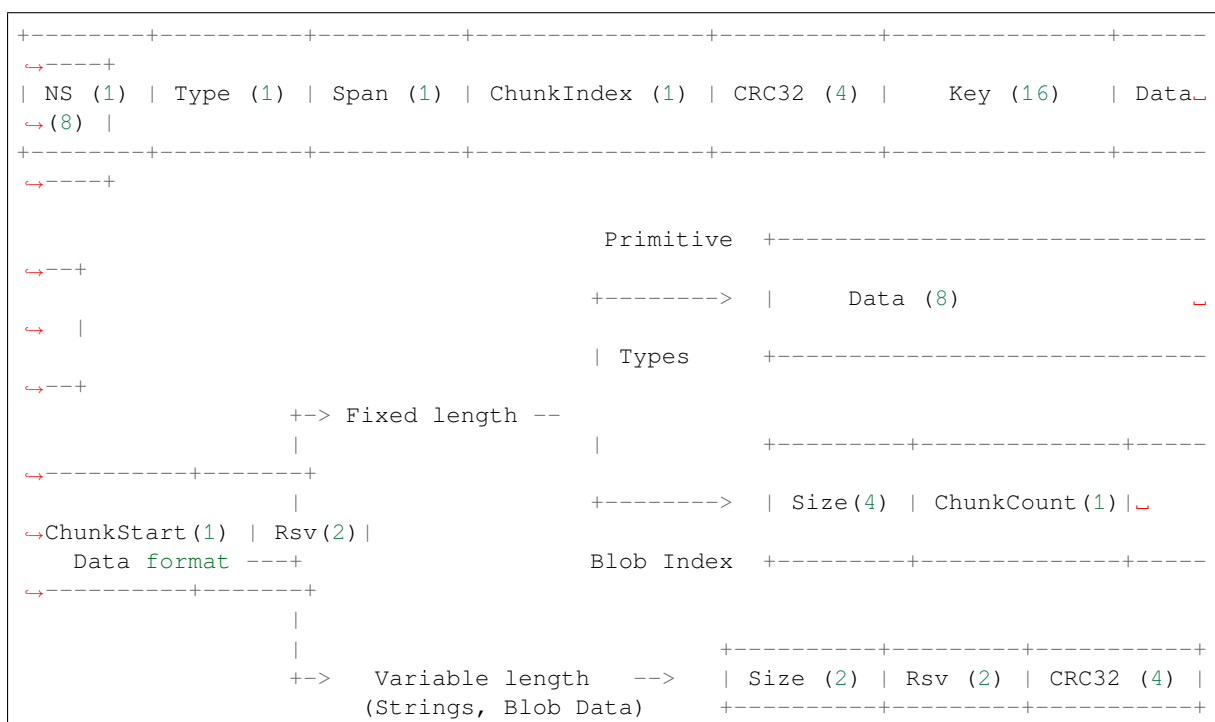 +--------+----------+----------+---------------+-----------+--------------+------
↪----+
| NS (1) | Type (1) | Span (1) | ChunkIndex (1) | CRC32 (4) |    Key (16)   | Data␣
↪(8) |
+--------+----------+----------+---------------+-----------+--------------+------
↪----+
Primitive  +------------------------------
↪--+
+-------->  |     Data (8)                ␣
↪  |
| Types     +------------------------------
↪--+
+-> Fixed length --
|                    |           +---------+--------------+-----
↪----------+-------+
|                    +-------->  | Size(4) | ChunkCount(1)|␣
↪ChunkStart(1) | Rsv(2)|
Data format ---+                    Blob Index  +---------+--------------+-----
↪----------+-------+
|
|                              +----------+---------+-----------+
+->   Variable length   -->   | Size (2) | Rsv (2) | CRC32 (4) |
(Strings, Blob Data)     +----------+---------+-----------+